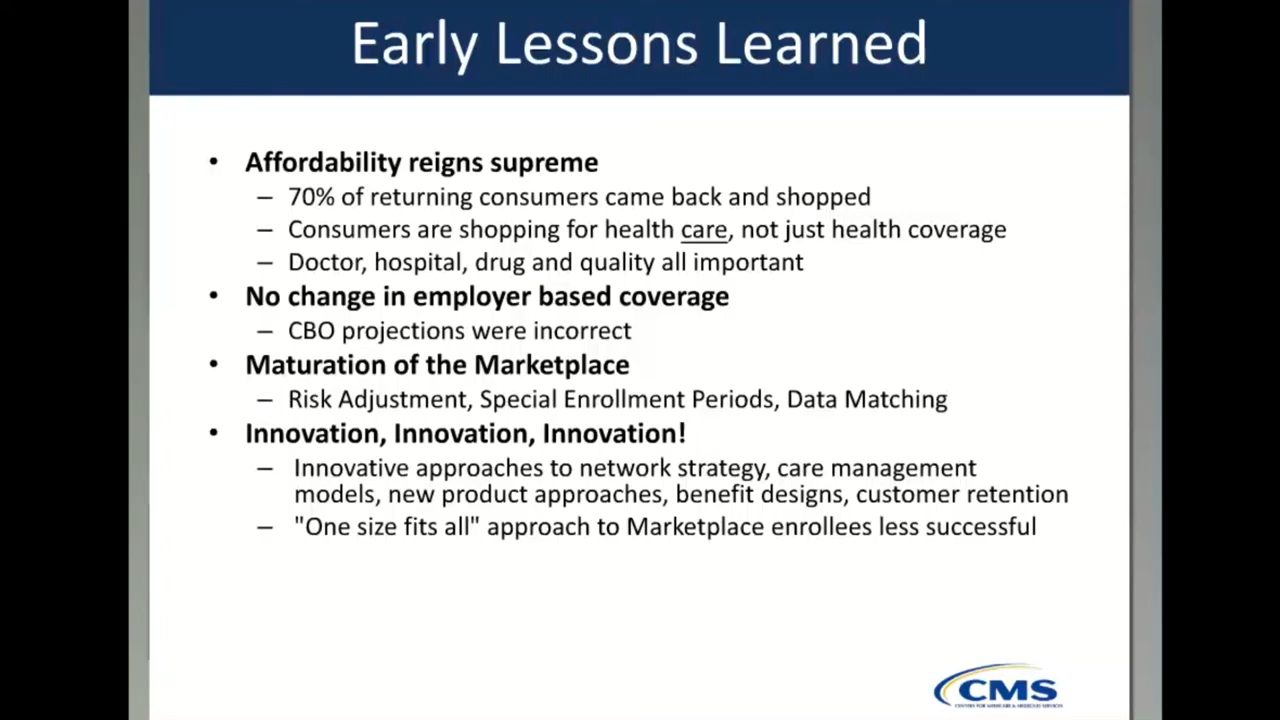 Early Lessons Learned
• Affordability reigns supreme
– 70% of returning consumers came back and shopped
– Consumers are shopping for health care, not just health coverage
– Doctor, hospital, drug and quality all important
• No change in employer based coverage
– CBO projections were incorrect
• Maturation of the Marketplace
– Risk Adjustment, Special Enrollment Periods, Data Matching
• Innovation, Innovation, Innovation!
– Innovative approaches to network strategy, care management
models, new product approaches, benefit designs, customer retention
– "One size fits all" approach to Marketplace enrollees less successful
CMS
CENTERS FOR MEDICARE & MEDICAID SERVICES